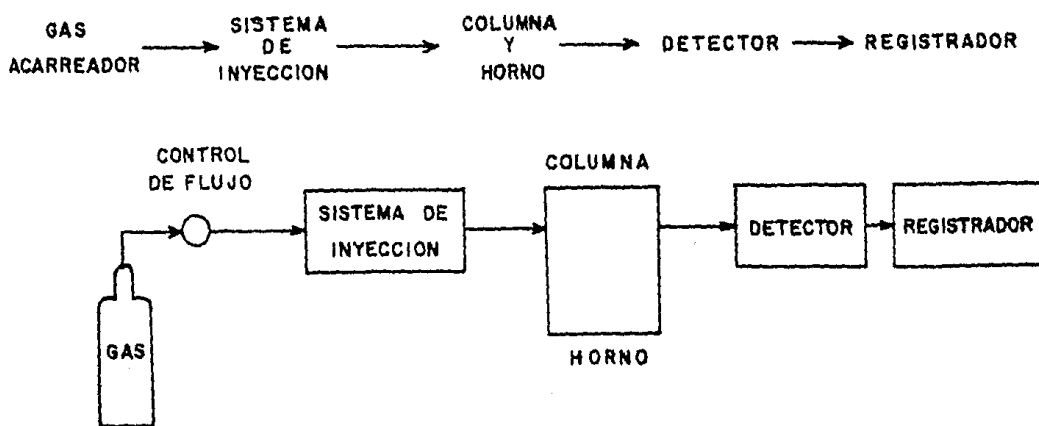 GAS
ACARREADOR
SISTEMA
DE
INYECCION
COLUMNA
Y
HORNO
DETECTOR
REGISTRADOR
CONTROL
DE FLUJO
GAS
SISTEMA DE
INYECCION
COLUMNA
HORNO
DETECTOR
REGISTRADOR